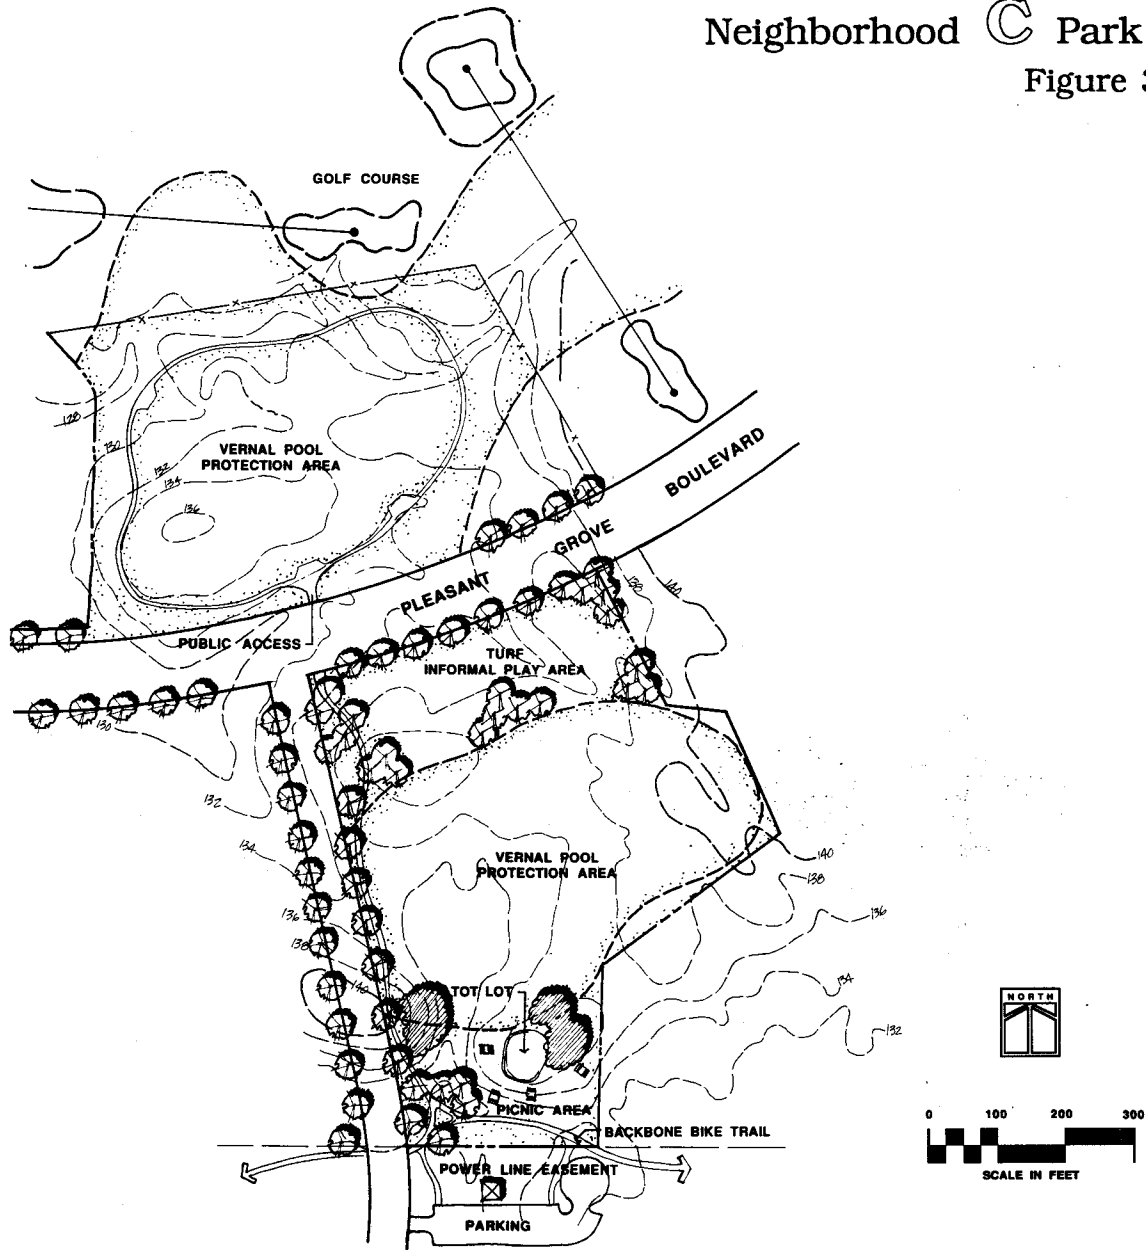 Neighborhood C Park
Figure 3
GOLF COURSE
128
130
132
134
136
VERNAL POOL
PROTECTION AREA
PLEASANT GROVE BOULEVARD
PUBLIC ACCESS
138
140
TURF
INFORMAL PLAY AREA
130
132
134
136
138
140
VERNAL POOL
PROTECTION AREA
140
138
136
134
132
TOT LOT
PICNIC AREA
BACKBONE BIKE TRAIL
POWER LINE EASEMENT
PARKING
NORTH
0 100 200 300
SCALE IN FEET